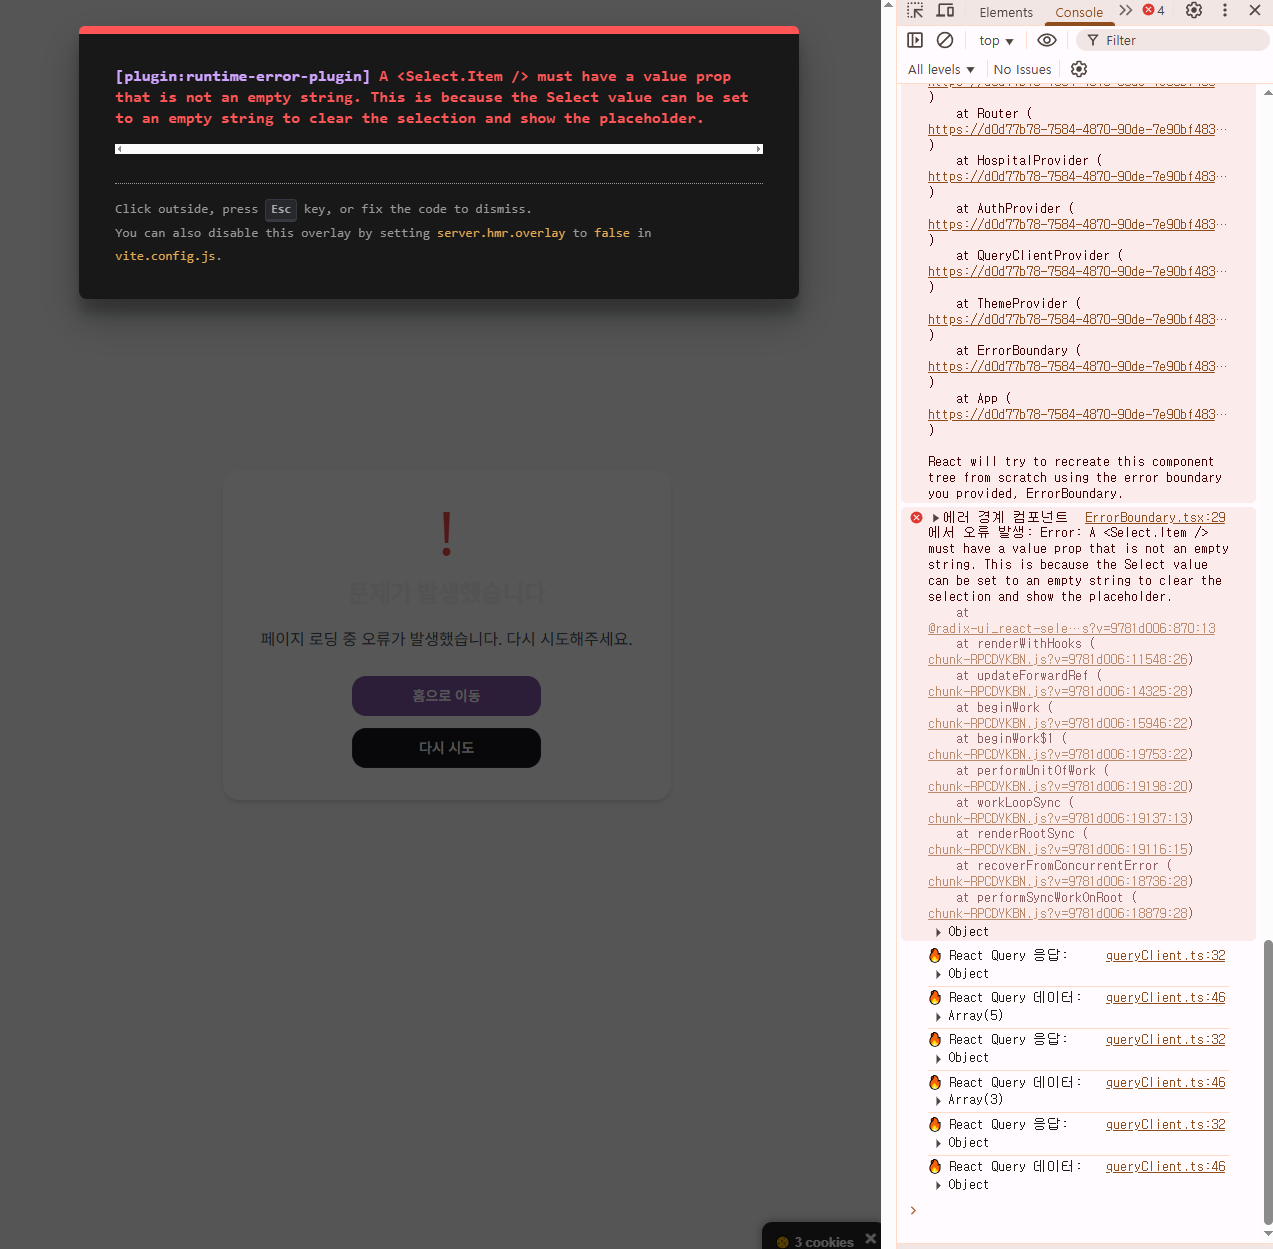 [plugin:runtime-error-plugin] A <Select.Item /> must have a value prop
that is not an empty string. This is because the Select value can be set
to an empty string to clear the selection and show the placeholder.
Click outside, press Esc key, or fix the code to dismiss.
You can also disable this overlay by setting server.hmr.overlay to false in
vite.config.js.
문제가 발생했습니다
페이지 로딩 중 오류가 발생했습니다. 다시 시도해주세요.
홈으로 이동
다시 시도
3 cookies
Elements Console 4
top Filter
All levels No Issues
)
at Router (
https://d0d77b78-7584-4870-90de-7e90bf483…
)
at HospitalProvider (
https://d0d77b78-7584-4870-90de-7e90bf483…
)
at AuthProvider (
https://d0d77b78-7584-4870-90de-7e90bf483…
)
at QueryClientProvider (
https://d0d77b78-7584-4870-90de-7e90bf483…
)
at ThemeProvider (
https://d0d77b78-7584-4870-90de-7e90bf483…
)
at ErrorBoundary (
https://d0d77b78-7584-4870-90de-7e90bf483…
)
at App (
https://d0d77b78-7584-4870-90de-7e90bf483…
)
React will try to recreate this component
tree from scratch using the error boundary
you provided, ErrorBoundary.
에러 경계 컴포넌트 ErrorBoundary.tsx:29
에서 오류 발생: Error: A <Select.Item />
must have a value prop that is not an empty
string. This is because the Select value
can be set to an empty string to clear the
selection and show the placeholder.
at
@radix-ui_react-sele…s?v=9781d006:870:13
at renderWithHooks (
chunk-RPCDYKBN.js?v=9781d006:11548:26)
at updateForwardRef (
chunk-RPCDYKBN.js?v=9781d006:14325:28)
at beginWork (
chunk-RPCDYKBN.js?v=9781d006:15946:22)
at beginWork$1 (
chunk-RPCDYKBN.js?v=9781d006:19753:22)
at performUnitOfWork (
chunk-RPCDYKBN.js?v=9781d006:19198:20)
at workLoopSync (
chunk-RPCDYKBN.js?v=9781d006:19137:13)
at renderRootSync (
chunk-RPCDYKBN.js?v=9781d006:19116:15)
at recoverFromConcurrentError (
chunk-RPCDYKBN.js?v=9781d006:18736:28)
at performSyncWorkOnRoot (
chunk-RPCDYKBN.js?v=9781d006:18879:28)
Object
🔥 React Query 응답: queryClient.ts:32
Object
🔥 React Query 데이터: queryClient.ts:46
Array(5)
🔥 React Query 응답: queryClient.ts:32
Object
🔥 React Query 데이터: queryClient.ts:46
Array(3)
🔥 React Query 응답: queryClient.ts:32
Object
🔥 React Query 데이터: queryClient.ts:46
Object